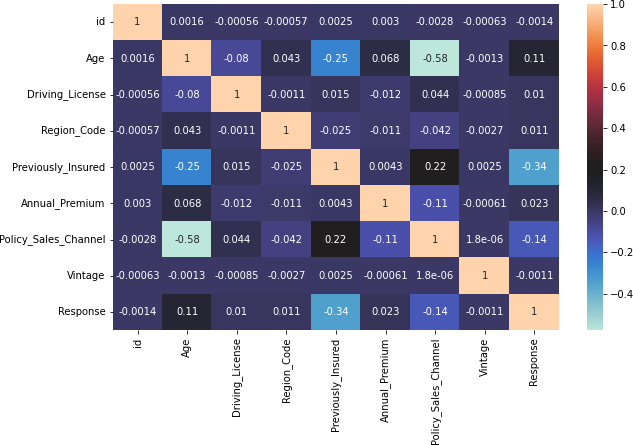 id 1 0.0016 -0.00056 -0.00057 0.0025 0.003 -0.0028 -0.00063 -0.0014
Age 0.0016 1 -0.08 0.043 -0.25 0.068 -0.58 -0.0013 0.11
Driving_License -0.00056 -0.08 1 -0.0011 0.015 -0.012 0.044 -0.00085 0.01
Region_Code -0.00057 0.043 -0.0011 1 -0.025 -0.011 -0.042 -0.0027 0.011
Previously_Insured 0.0025 -0.25 0.015 -0.025 1 0.0043 0.22 0.0025 -0.34
Annual_Premium 0.003 0.068 -0.012 -0.011 0.0043 1 -0.11 -0.00061 0.023
Policy_Sales_Channel -0.0028 -0.58 0.044 -0.042 0.22 -0.11 1 1.8e-06 -0.14
Vintage -0.00063 -0.0013 -0.00085 -0.0027 0.0025 -0.00061 1.8e-06 1 -0.0011
Response -0.0014 0.11 0.01 0.011 -0.34 0.023 -0.14 -0.0011 1
id Age Driving_License Region_Code Previously_Insured Annual_Premium Policy_Sales_Channel Vintage Response
1.0
0.8
0.6
0.4
0.2
0.0
−0.2
−0.4